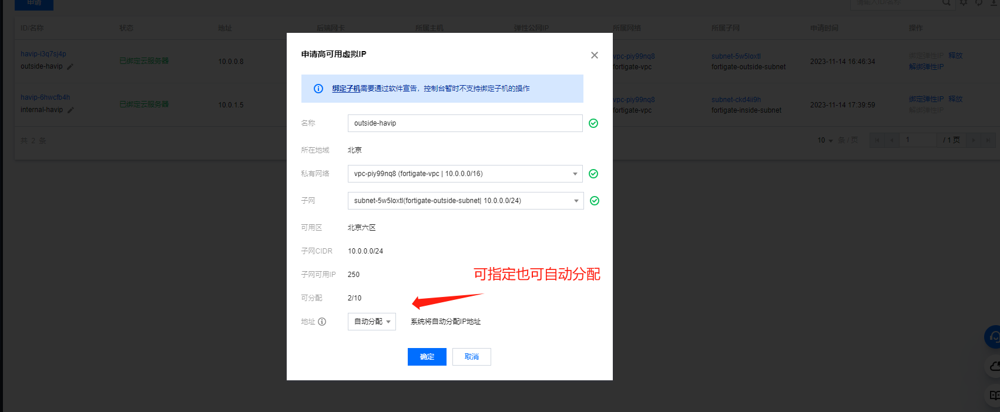 申请
请输入ID/名称
ID/名称 状态 地址 后端网卡 所属主机 弹性公网IP 所属网络 所属子网 申请时间 操作
havip-i3q7sj4p
outside-havip
已绑定云服务器
10.0.0.8
vpc-piy99nq8
fortigate-vpc
subnet-5w5loxtl
fortigate-outside-subnet
2023-11-14 16:46:34
绑定弹性IP 释放
解绑弹性IP
havip-6hwcfb4h
internal-havip
已绑定云服务器
10.0.1.5
vpc-piy99nq8
fortigate-vpc
subnet-ckd4ii9h
fortigate-inside-subnet
2023-11-14 17:39:59
绑定弹性IP 释放
解绑弹性IP
共 2 条
10 条/页 1 / 1 页
申请高可用虚拟IP
绑定子机需要通过软件宣告，控制台暂时不支持绑定子机的操作
名称 outside-havip
所在地域 北京
私有网络 vpc-piy99nq8 (fortigate-vpc | 10.0.0.0/16)
子网 subnet-5w5loxtl(fortigate-outside-subnet| 10.0.0.0/24)
可用区 北京六区
子网CIDR 10.0.0.0/24
子网可用IP 250
可指定也可自动分配
可分配 2/10
地址 自动分配 系统将自动分配IP地址
确定 取消